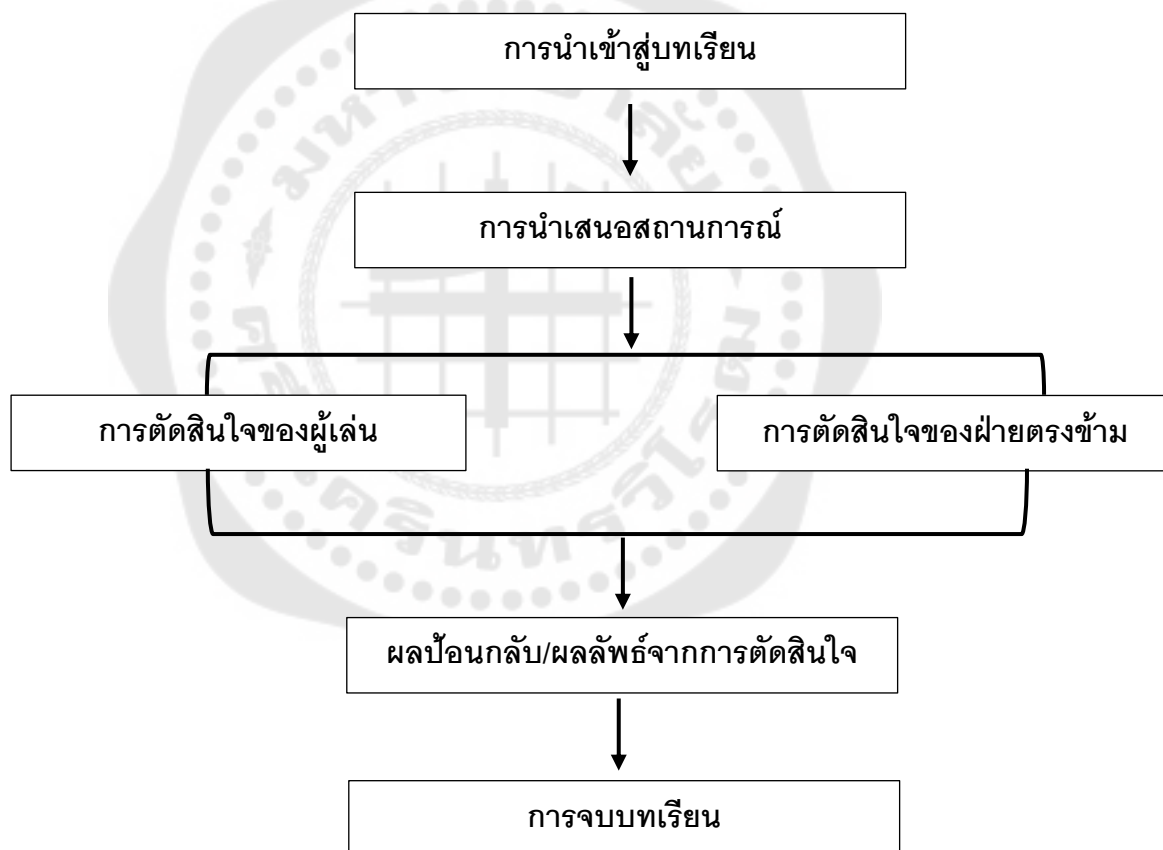 การนำเข้าสู่บทเรียน
การนำเสนอสถานการณ์
การตัดสินใจของผู้เล่น
การตัดสินใจของฝ่ายตรงข้าม
ผลป้อนกลับ/ผลลัพธ์จากการตัดสินใจ
การจบบทเรียน